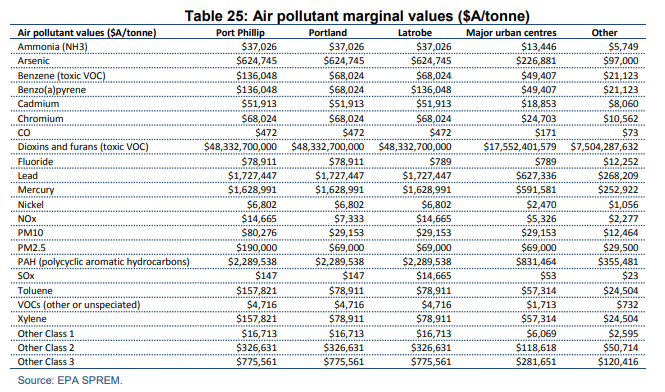 Table 25: Air pollutant marginal values ($A/tonne)
Air pollutant values ($A/tonne) Port Phillip Portland Latrobe Major urban centres Other
Ammonia (NH3) $37,026 $37,026 $37,026 $13,446 $5,749
Arsenic $624,745 $624,745 $624,745 $226,881 $97,000
Benzene (toxic VOC) $136,048 $68,024 $68,024 $49,407 $21,123
Benzo(a)pyrene $136,048 $68,024 $136,048 $49,407 $21,123
Cadmium $51,913 $51,913 $51,913 $18,853 $8,060
Chromium $68,024 $68,024 $68,024 $24,703 $10,562
CO $472 $472 $472 $171 $73
Dioxins and furans (toxic VOC) $48,332,700,000 $48,332,700,000 $48,332,700,000 $17,552,401,579 $7,504,287,632
Fluoride $78,911 $78,911 $789 $789 $12,252
Lead $1,727,447 $1,727,447 $1,727,447 $627,336 $268,209
Mercury $1,628,991 $1,628,991 $1,628,991 $591,581 $252,922
Nickel $6,802 $6,802 $6,802 $2,470 $1,056
NOx $14,665 $7,333 $14,665 $5,326 $2,277
PM10 $80,276 $29,153 $29,153 $29,153 $12,464
PM2.5 $190,000 $69,000 $69,000 $69,000 $29,500
PAH (polycyclic aromatic hydrocarbons) $2,289,538 $2,289,538 $2,289,538 $831,464 $355,481
SOx $147 $147 $14,665 $53 $23
Toluene $157,821 $78,911 $78,911 $57,314 $24,504
VOCs (other or unspeciated) $4,716 $4,716 $4,716 $1,713 $732
Xylene $157,821 $78,911 $78,911 $57,314 $24,504
Other Class 1 $16,713 $16,713 $16,713 $6,069 $2,595
Other Class 2 $326,631 $326,631 $326,631 $118,618 $50,714
Other Class 3 $775,561 $775,561 $775,561 $281,651 $120,416
Source: EPA SPREM.